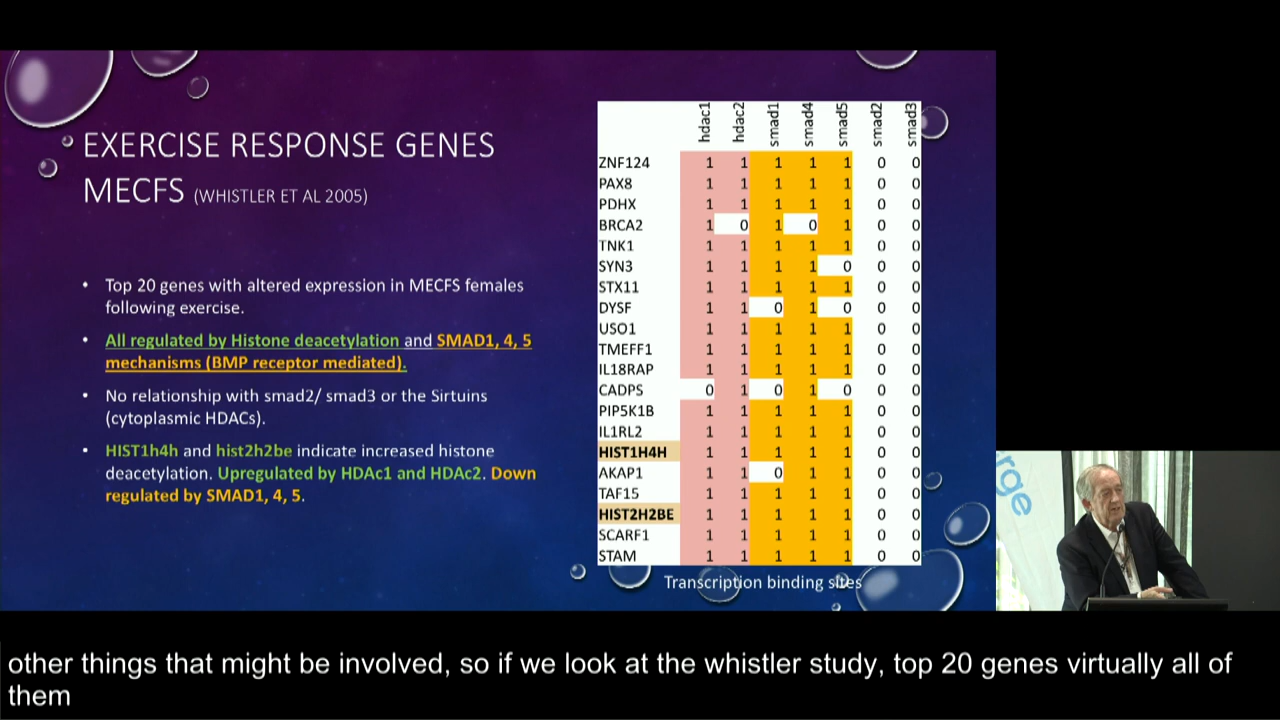 EXERCISE RESPONSE GENES
MECFS (WHISTLER ET AL 2005)
• Top 20 genes with altered expression in MECFS females
following exercise.
• All regulated by Histone deacetylation and SMAD1, 4, 5
mechanisms (BMP receptor mediated).
• No relationship with smad2/ smad3 or the Sirtuins
(cytoplasmic HDACs).
• HIST1h4h and hist2h2be indicate increased histone
deacetylation. Upregulated by HDAc1 and HDAc2. Down
regulated by SMAD1, 4, 5.
hdac1 hdac2 smad1 smad4 smad5 smad2 smad3
ZNF124 1 1 1 1 1 0 0
PAX8 1 1 1 1 1 0 0
PDHX 1 1 1 1 1 0 0
BRCA2 1 0 1 0 1 0 0
TNK1 1 1 1 1 1 0 0
SYN3 1 1 1 1 0 0 0
STX11 1 1 1 1 1 0 0
DYSF 1 1 0 1 0 0 0
USO1 1 1 1 1 1 0 0
TMEFF1 1 1 1 1 1 0 0
IL18RAP 1 1 1 1 1 0 0
CADPS 0 1 0 1 0 0 0
PIP5K1B 1 1 1 1 1 0 0
IL1RL2 1 1 1 1 1 0 0
HIST1H4H 1 1 1 1 1 0 0
AKAP1 1 1 0 1 1 0 0
TAF15 1 1 1 1 1 0 0
HIST2H2BE 1 1 1 1 1 0 0
SCARF1 1 1 1 1 1 0 0
STAM 1 1 1 1 1 0 0
Transcription binding sites
rge
other things that might be involved, so if we look at the whistler study, top 20 genes virtually all of
them